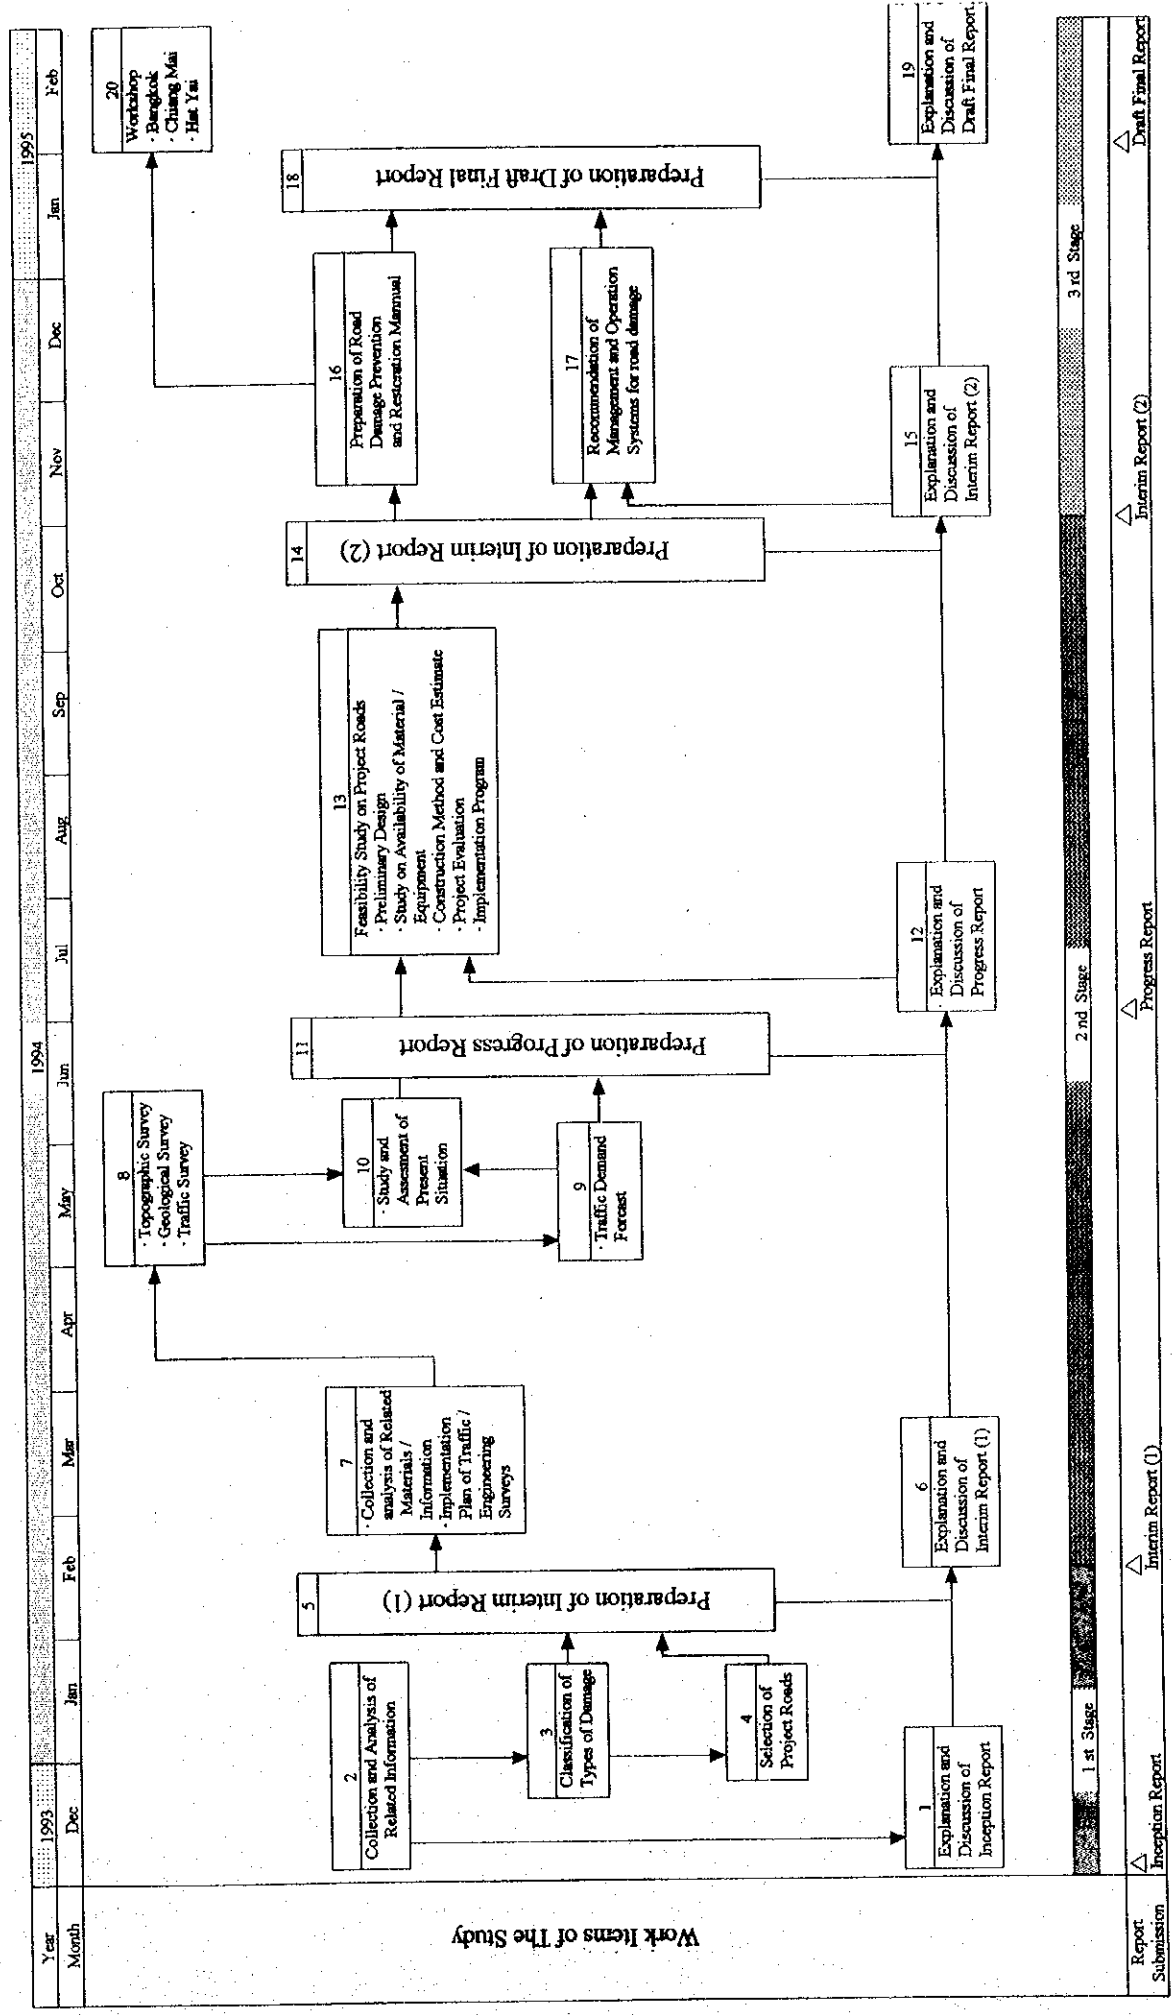 Year
1993
1994
1995
Month
Dec
Jan
Feb
Mar
Apr
May
Jun
Jul
Aug
Sep
Oct
Nov
Dec
Jan
Feb
Work Items of The Study
1
Explanation and
Discussion of
Inception Report
2
Collection and Analysis of
Related Information
3
Classification of
Types of Damage
4
Selection of
Project Roads
5
Preparation of Interim Report (1)
6
Explanation and
Discussion of
Interim Report (1)
7
· Collection and
analysis of Related
Materials /
Information
· Inplementation
Plan of Traffic /
Engineering
Surveys
8
· Topographic Survey
· Geological Survey
· Traffic Survey
9
· Traffic Demand
Forcast
10
· Study and
Assesment of
Present
Situation
11
Preparation of Progress Report
12
· Explanation and
Discussion of
Progress Report
13
Feasibility Study on Project Roads
· Preliminary Design
· Study on Availability of Material /
Equipment
· Construction Method and Cost Estimate
· Project Evaluation
· Implementation Program
14
Preparation of Interim Report (2)
15
Explanation and
Discussion of
Interim Report (2)
16
Preparation of Road
Damage Prevention
and Restoration Mannual
17
Recommendation of
Management and Operation
Systems for road damage
18
Preparation of Draft Final Report
19
Explanation and
Discussion of
Draft Final Report
20
Workshop
· Bangkok
· Chiang Mai
· Hat Yai
1 st Stage
2 nd Stage
3 rd Stage
Report
Submission
Inception Report
Interim Report (1)
Progress Report
Interim Report (2)
Draft Final Report